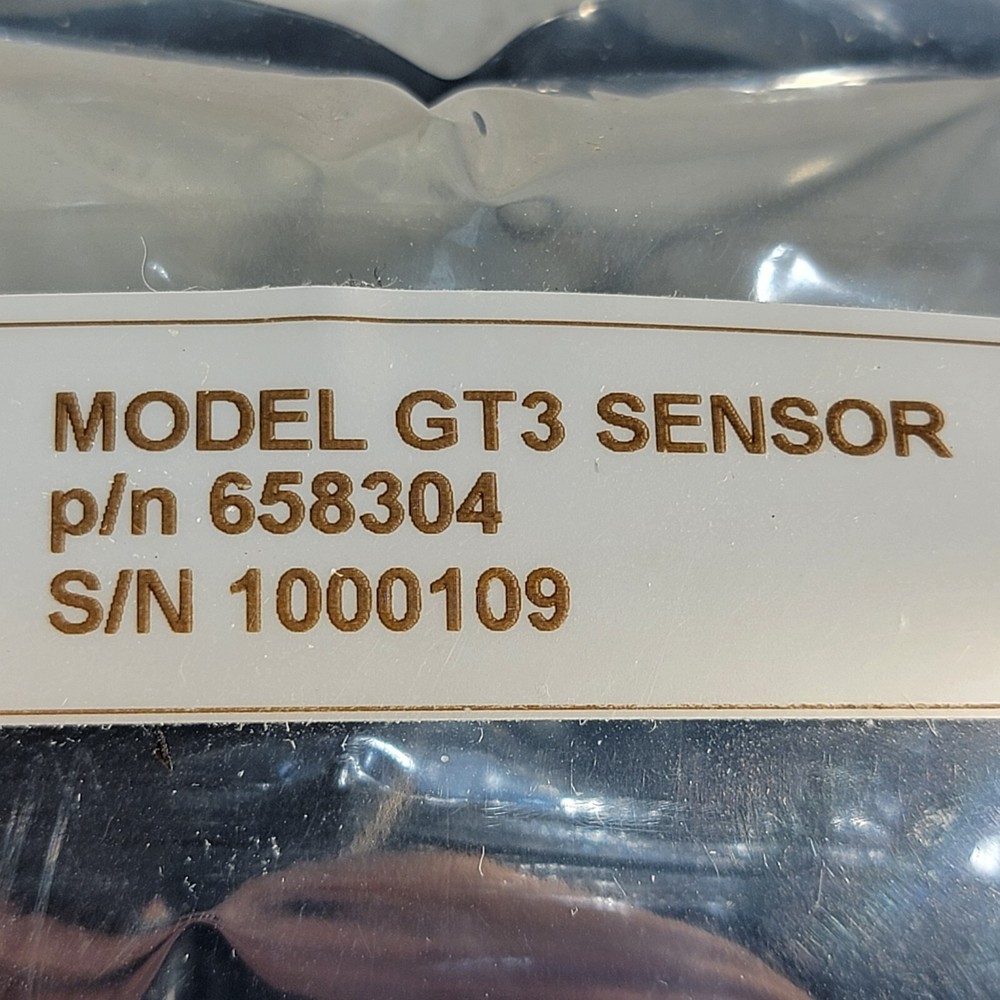 MODEL GT3 SENSOR
p/n 658304
S/N 1000109